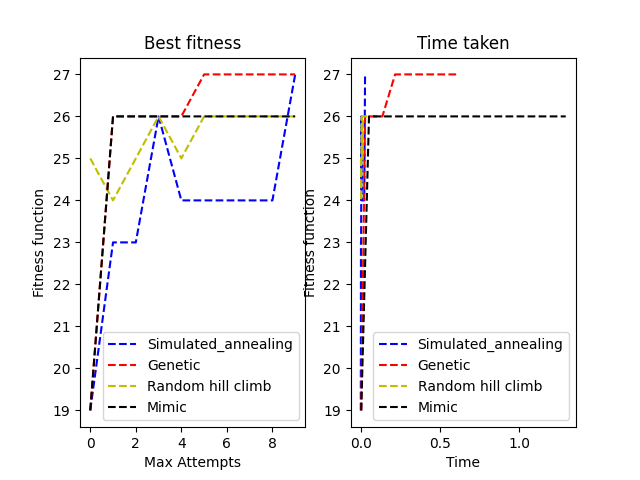 Best fitness
Fitness function
27
26
25
24
23
22
21
20
19
0
2
4
6
8
Max Attempts
Simulated_annealing
Genetic
Random hill climb
Mimic
Time taken
Fitness function
27
26
25
24
23
22
21
20
19
0.0
0.5
1.0
Time
Simulated_annealing
Genetic
Random hill climb
Mimic